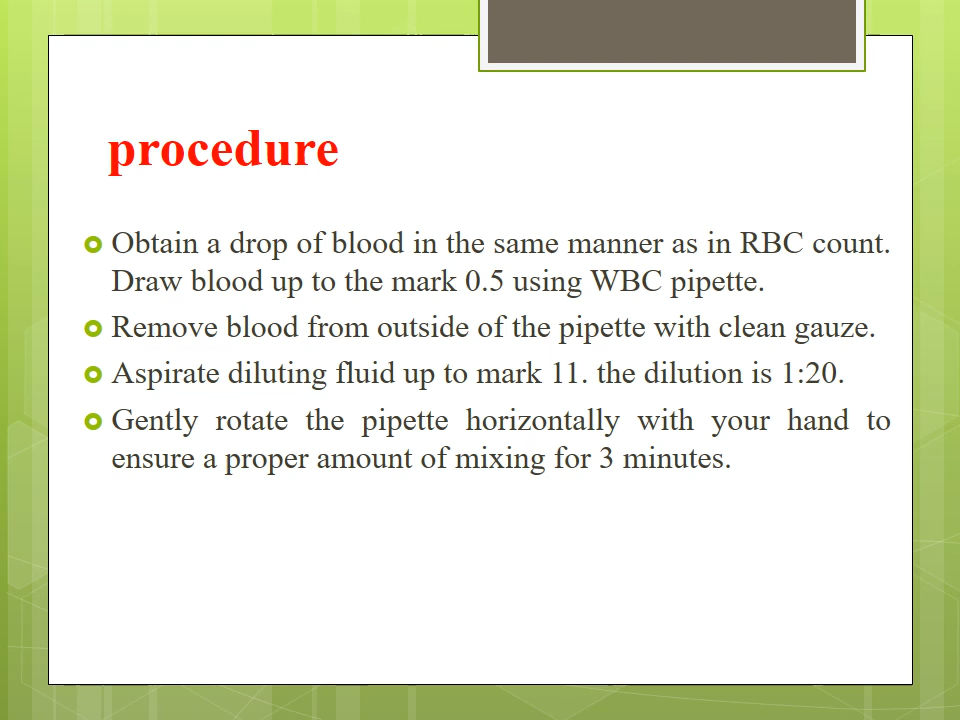 procedure
Obtain a drop of blood in the same manner as in RBC count.
Draw blood up to the mark 0.5 using WBC pipette.
Remove blood from outside of the pipette with clean gauze.
Aspirate diluting fluid up to mark 11. the dilution is 1:20.
Gently rotate the pipette horizontally with your hand to
ensure a proper amount of mixing for 3 minutes.